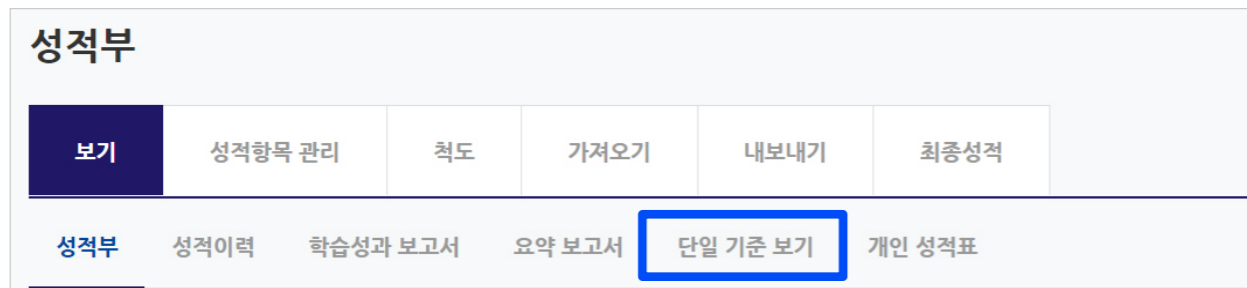 성적부
보기 성적항목 관리 척도 가져오기 내보내기 최종성적
성적부 성적이력 학습성과 보고서 요약 보고서 단일 기준 보기 개인 성적표